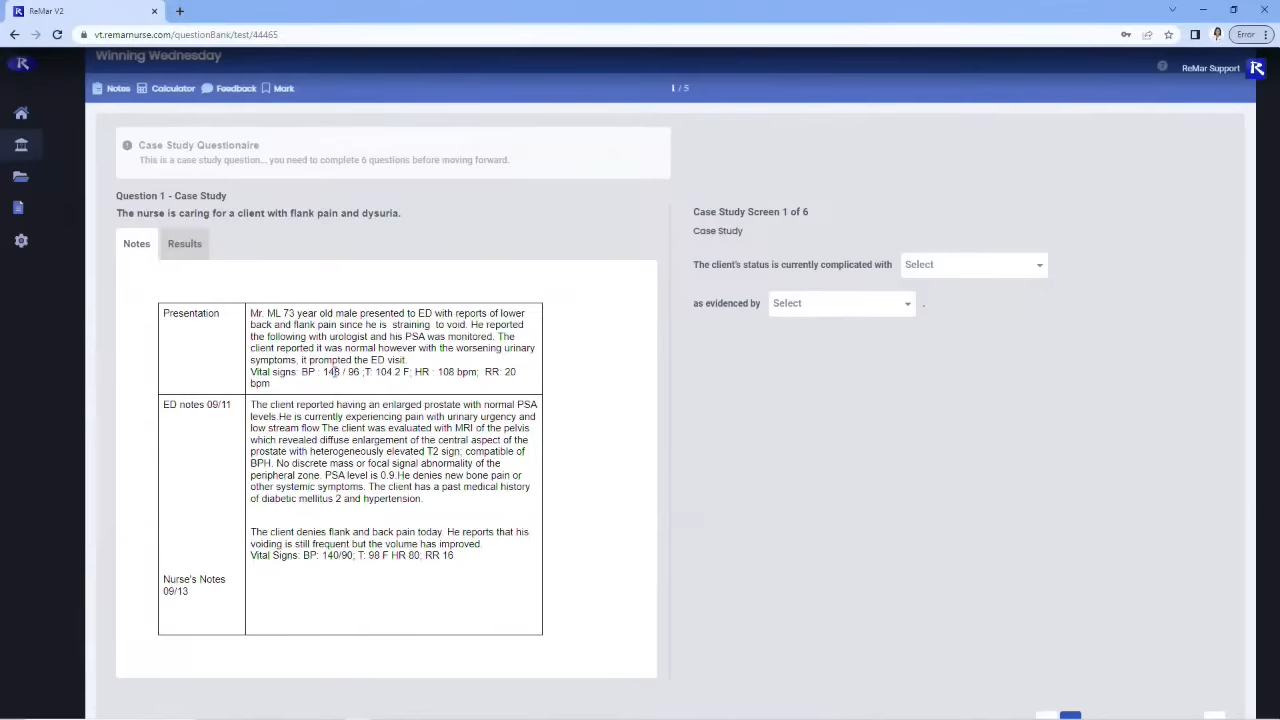 ReMar V2
vt.remarnurse.com/questionBank/test/44465
Error
Winning Wednesday
ReMar Support
Notes Calculator Feedback Mark
1 / 5
Case Study Questionaire
This is a case study question... you need to complete 6 questions before moving forward.
Question 1 - Case Study
The nurse is caring for a client with flank pain and dysuria.
Notes Results
Presentation
Mr. ML 73 year old male presented to ED with reports of lower
back and flank pain since he is straining to void. He reported
the following with urologist and his PSA was monitored. The
client reported it was normal however with the worsening urinary
symptoms, it prompted the ED visit.
Vital signs: BP : 148 / 96 ;T: 104.2 F; HR : 108 bpm; RR: 20
bpm
ED notes 09/11
The client reported having an enlarged prostate with normal PSA
levels.He is currently experiencing pain with urinary urgency and
low stream flow The client was evaluated with MRI of the pelvis
which revealed diffuse enlargement of the central aspect of the
prostate with heterogeneously elevated T2 sign; compatible of
BPH. No discrete mass or focal signal abnormality of the
peripheral zone. PSA level is 0.9.He denies new bone pain or
other systemic symptoms. The client has a past medical history
of diabetic mellitus 2 and hypertension.
The client denies flank and back pain today. He reports that his
voiding is still frequent but the volume has improved.
Vital Signs: BP: 140/90; T: 98 F HR 80; RR 16
Nurse's Notes
09/13
Case Study Screen 1 of 6
Case Study
The client's status is currently complicated with Select
as evidenced by Select .